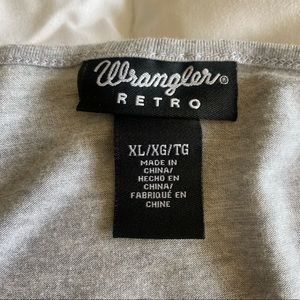 Wrangler®
RETRO
XL/XG/TG
MADE IN
CHINA/
HECHO EN
CHINA/
FABRIQUÉ EN
CHINE